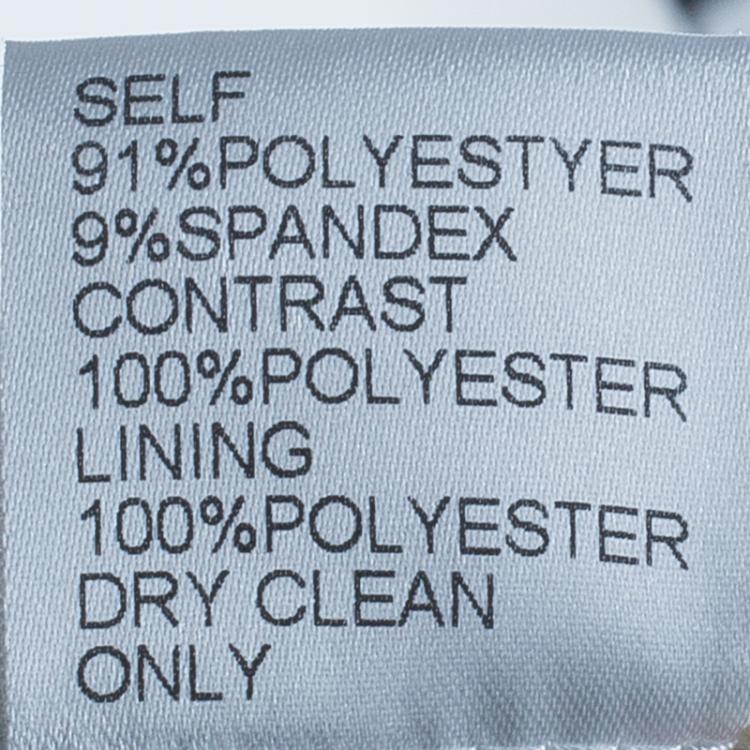 SELF
91%POLYESTYER
9%SPANDEX
CONTRAST
100%POLYESTER
LINING
100%POLYESTER
DRY CLEAN
ONLY